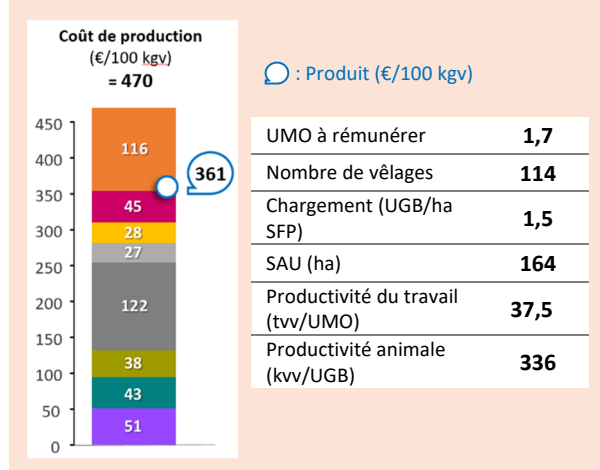 Coût de production
(€/100 kgv)
= 470
: Produit (€/100 kgv)
450
400
350
300
250
200
150
100
50
0
116
361
45
28
27
122
38
43
51
UMO à rémunérer 1,7
Nombre de vêlages 114
Chargement (UGB/ha
SFP) 1,5
SAU (ha) 164
Productivité du travail
(tvv/UMO) 37,5
Productivité animale
(kvv/UGB) 336